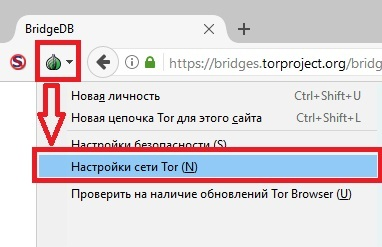 BridgeDB
https://bridges.torproject.org/bridg
Новая личность Ctrl+Shift+U
Новая цепочка Tor для этого сайта Ctrl+Shift+L
Настройки безопасности (S)
Настройки сети Tor (N)
Проверить на наличие обновлений Tor Browser (U)